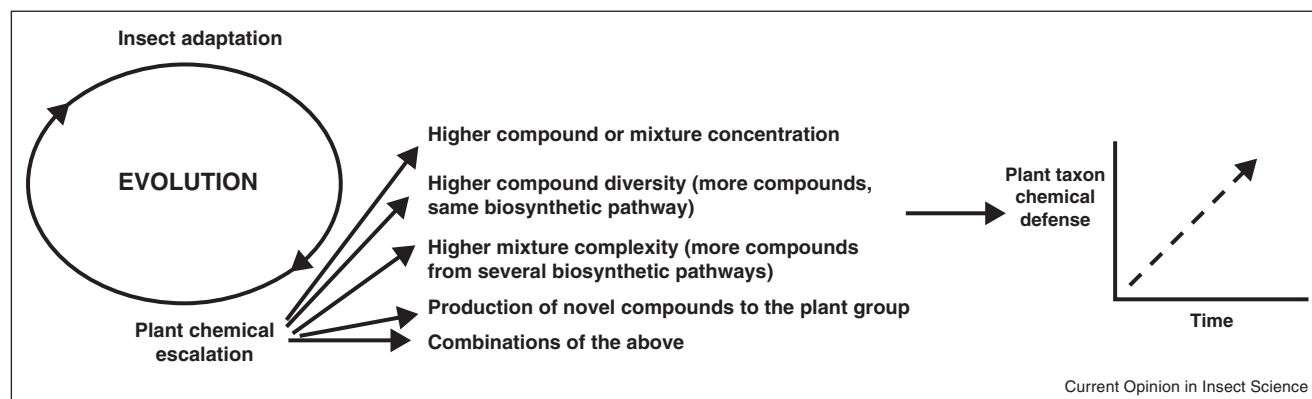 Insect adaptation
EVOLUTION
Plant chemical
escalation
Higher compound or mixture concentration
Higher compound diversity (more compounds,
same biosynthetic pathway)
Higher mixture complexity (more compounds
from several biosynthetic pathways)
Production of novel compounds to the plant group
Combinations of the above
Plant taxon
chemical
defense
Time
Current Opinion in Insect Science